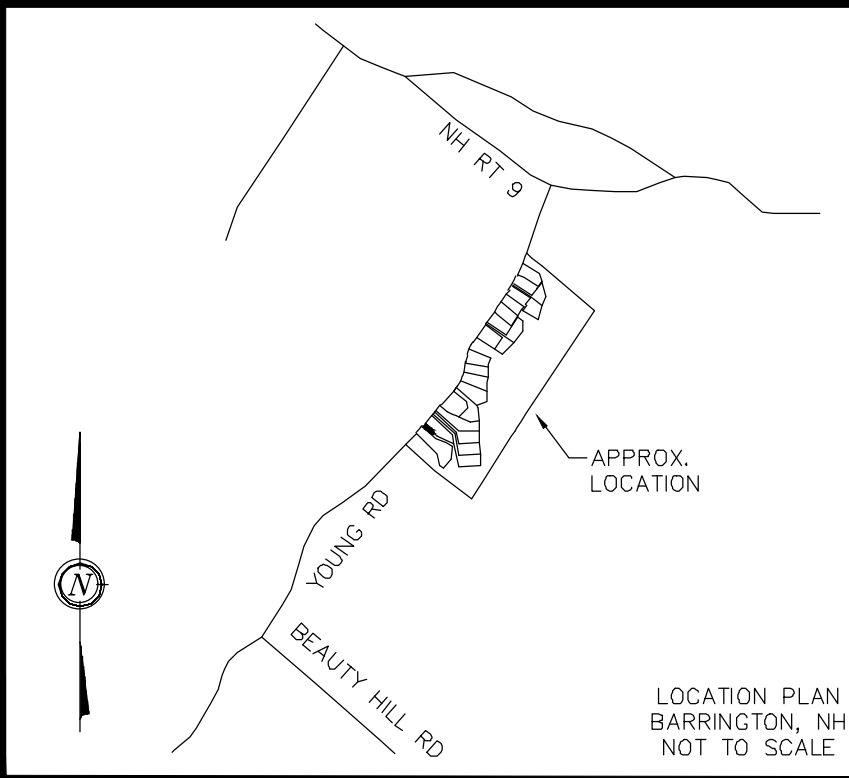 NH RT 9
APPROX.
LOCATION
YOUNG RD
N
BEAUTY HILL RD
LOCATION PLAN
BARRINGTON, NH
NOT TO SCALE